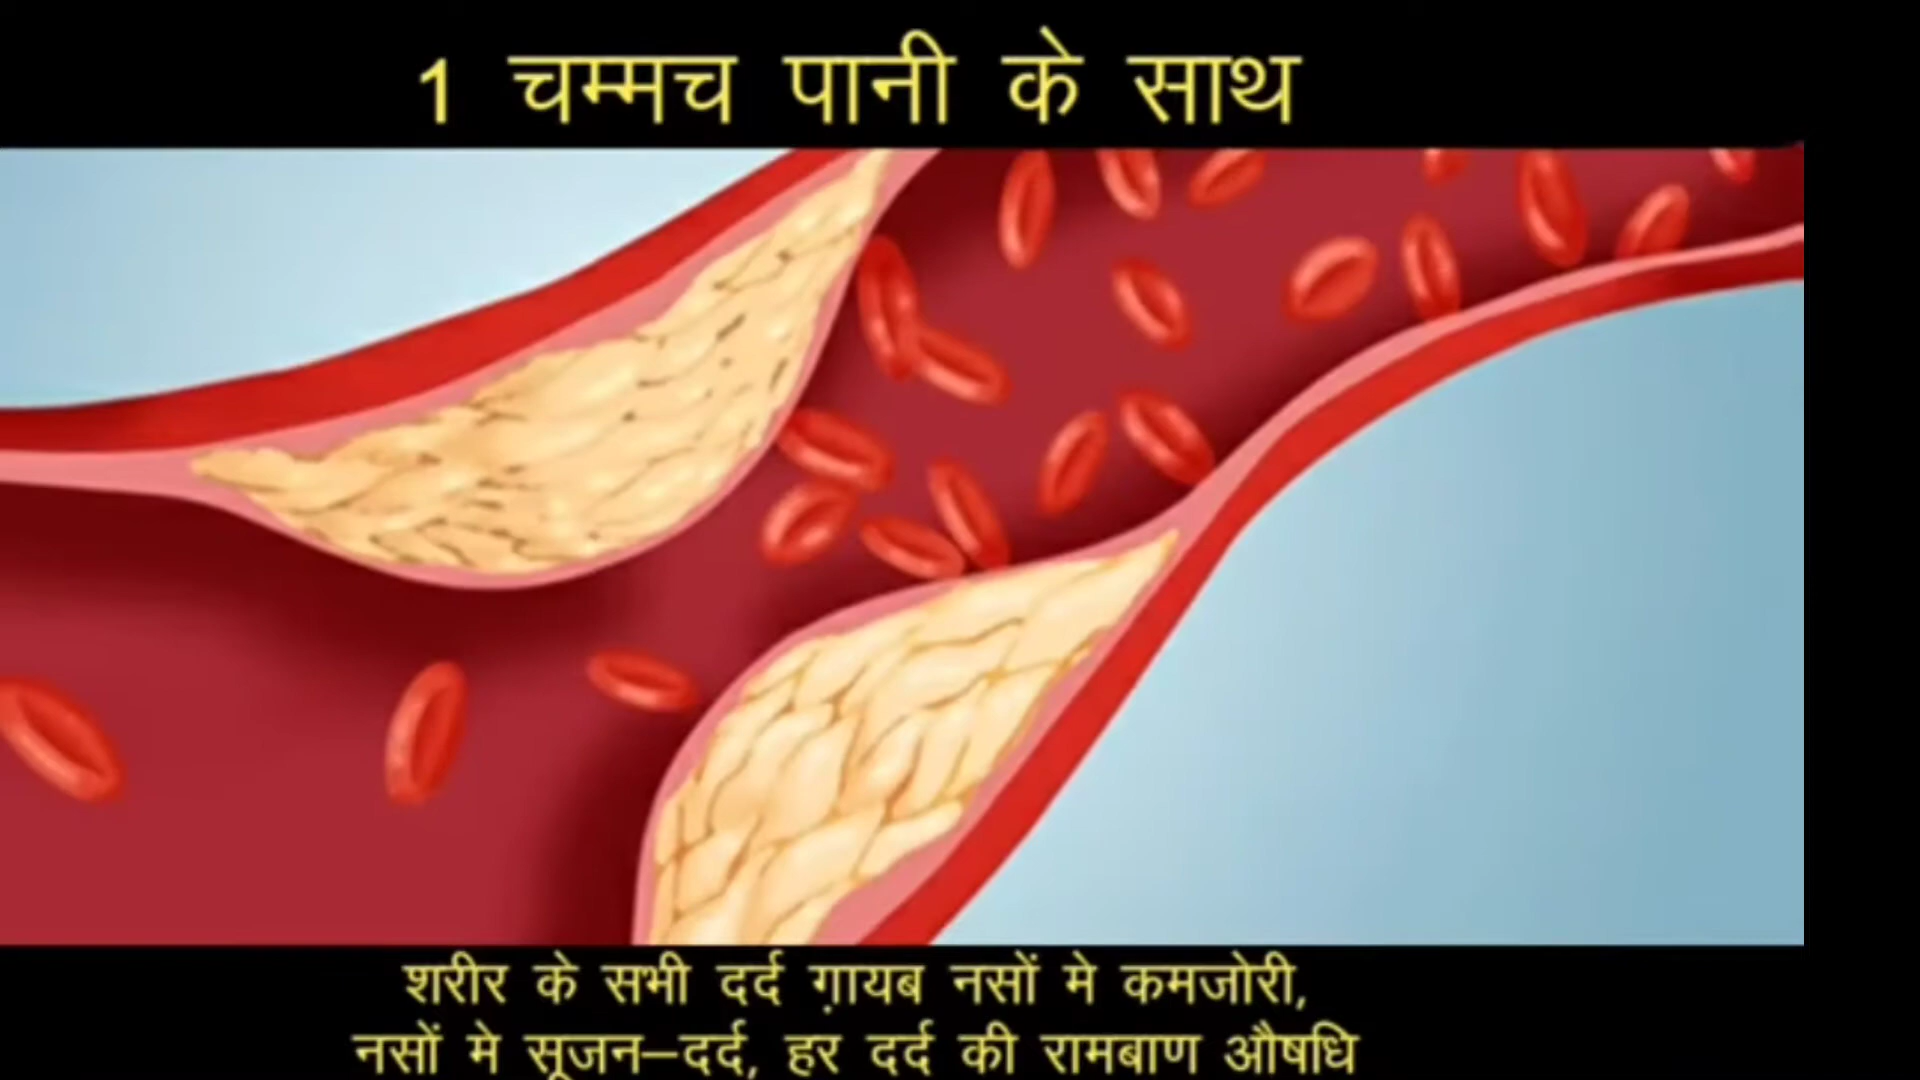 1 चम्मच पानी के साथ
शरीर के सभी दर्द ग़ायब नसों मे कमजोरी,
नसों मे सूजन–दर्द, हर दर्द की रामबाण औषधि